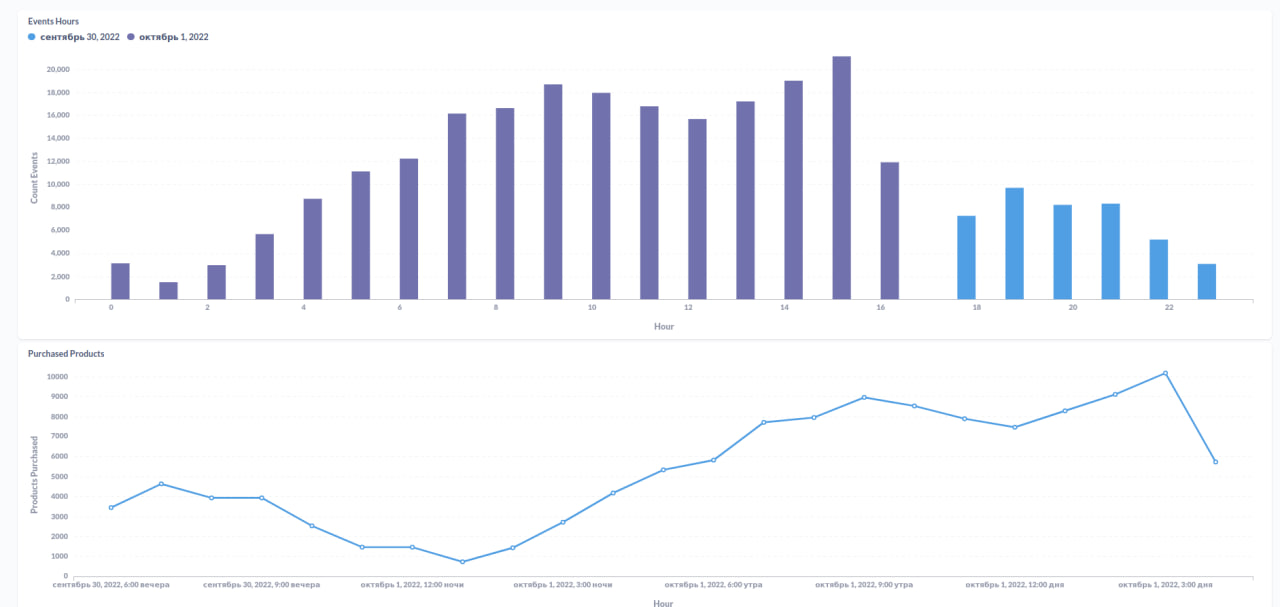 Events Hours
сентябрь 30, 2022 октябрь 1, 2022
20,000
18,000
16,000
14,000
12,000
10,000
8,000
6,000
4,000
2,000
0
Count Events
0 2 4 6 8 10 12 14 16 18 20 22
Hour
Purchased Products
10000
9000
8000
7000
6000
5000
4000
3000
2000
1000
0
Products Purchased
сентябрь 30, 2022, 6:00 вечера сентябрь 30, 2022, 9:00 вечера октябрь 1, 2022, 12:00 ночи октябрь 1, 2022, 3:00 ночи октябрь 1, 2022, 6:00 утра октябрь 1, 2022, 9:00 утра октябрь 1, 2022, 12:00 дня октябрь 1, 2022, 3:00 дня
Hour